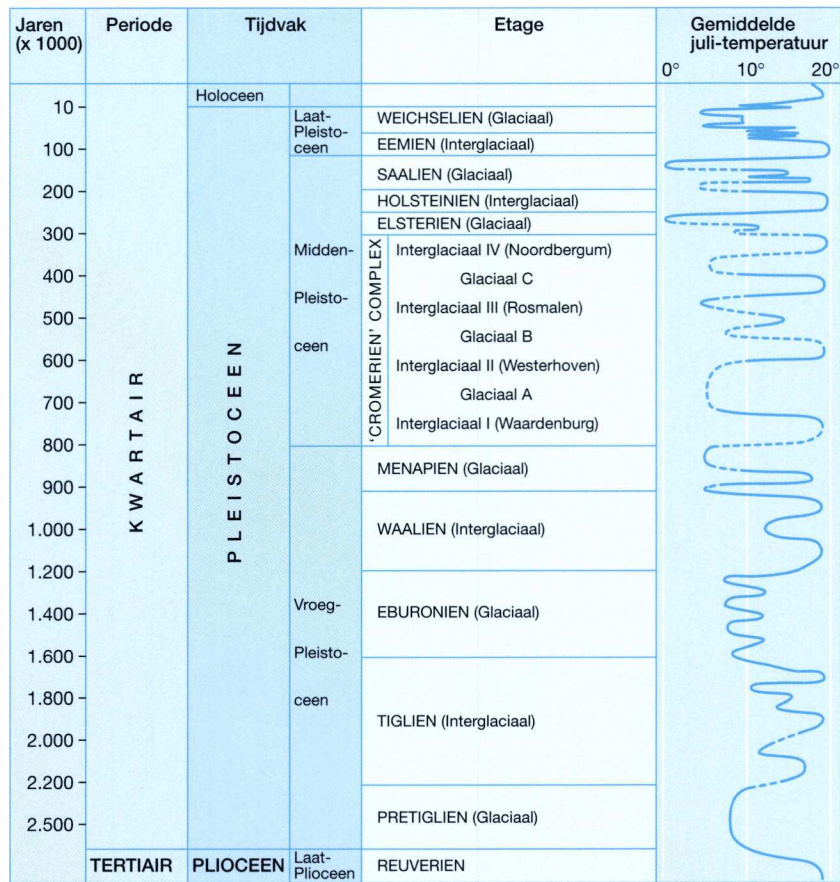 Jaren
(x 1000)
Periode
Tijdvak
Etage
Gemiddelde
juli-temperatuur
0° 10° 20°
10
100
200
300
400
500
600
700
800
900
1.000
1.200
1.400
1.600
1.800
2.000
2.200
2.500
KWARTAIR
TERTIAIR
PLEISTOCEEN
PLIOCEEN
Holoceen
Laat-
Pleisto-
ceen
Midden-
Pleisto-
ceen
Vroeg-
Pleisto-
ceen
Laat-
Plioceen
WEICHSELIEN (Glaciaal)
EEMIEN (Interglaciaal)
SAALIEN (Glaciaal)
HOLSTEINIEN (Interglaciaal)
ELSTERIEN (Glaciaal)
'CROMERIEN' COMPLEX
Interglaciaal IV (Noordbergum)
Glaciaal C
Interglaciaal III (Rosmalen)
Glaciaal B
Interglaciaal II (Westerhoven)
Glaciaal A
Interglaciaal I (Waardenburg)
MENAPIEN (Glaciaal)
WAALIEN (Interglaciaal)
EBURONIEN (Glaciaal)
TIGLIEN (Interglaciaal)
PRETIGLIEN (Glaciaal)
REUVERIEN